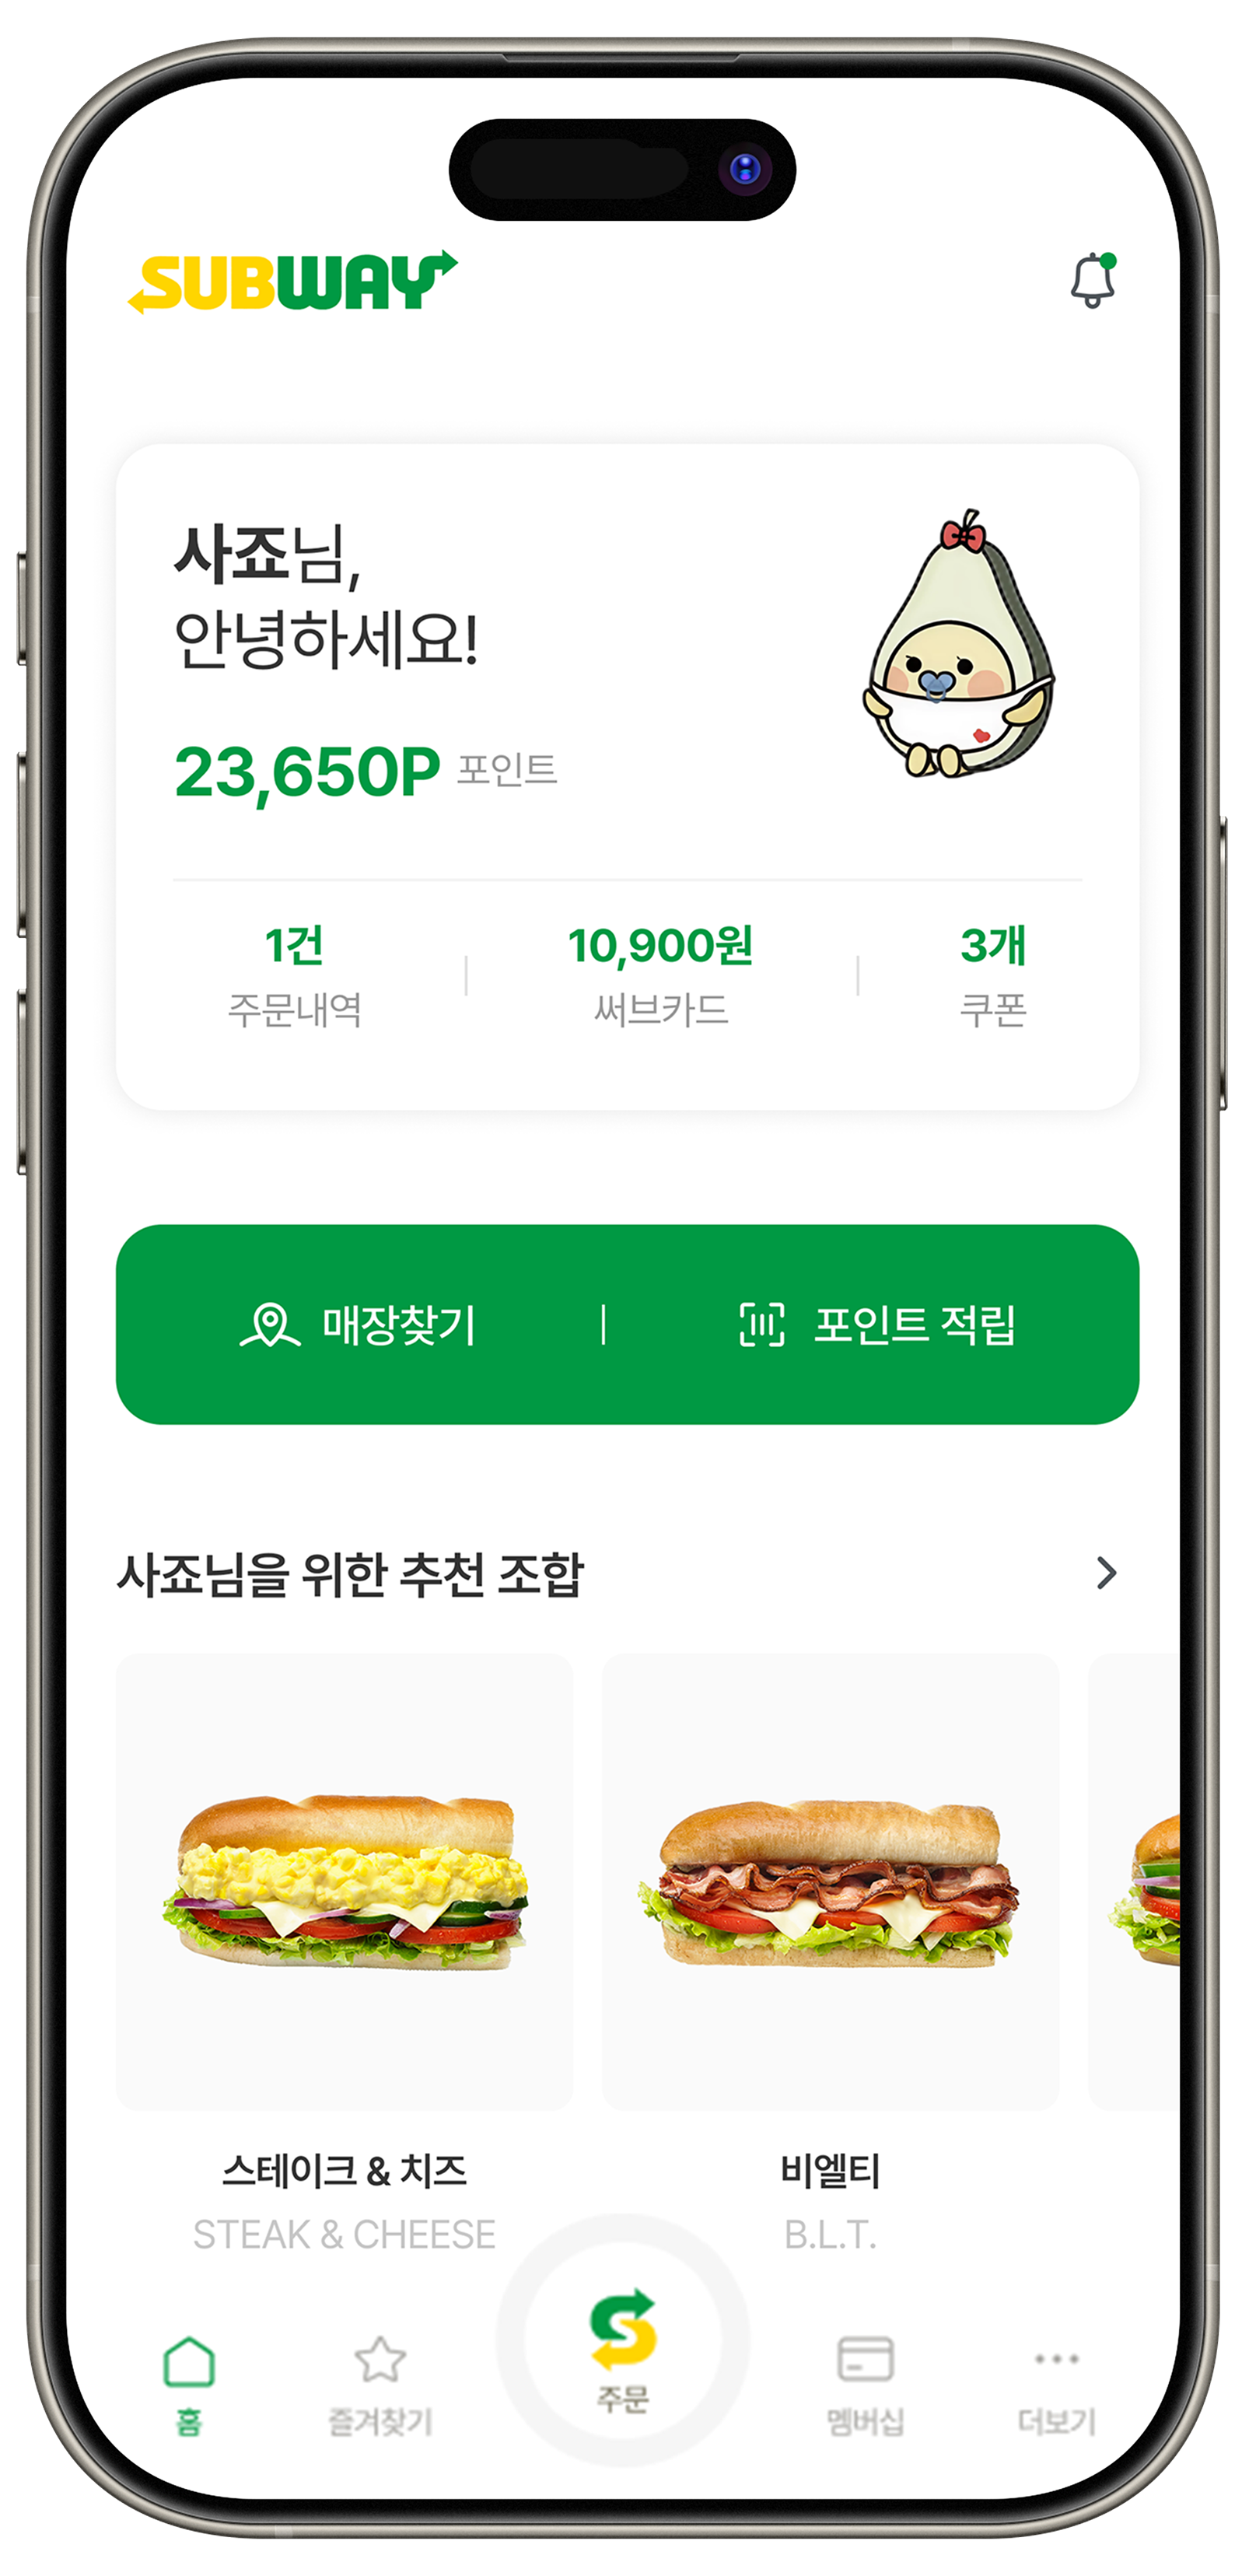 SUBWAY
사죠님,
안녕하세요!
23,650P 포인트
1건 10,900원 3개
주문내역 써브카드 쿠폰
매장찾기 | 포인트 적립
사죠님을 위한 추천 조합
스테이크 & 치즈 비엘티
STEAK & CHEESE B.L.T.
홈 즐겨찾기 주문 멤버십 더보기